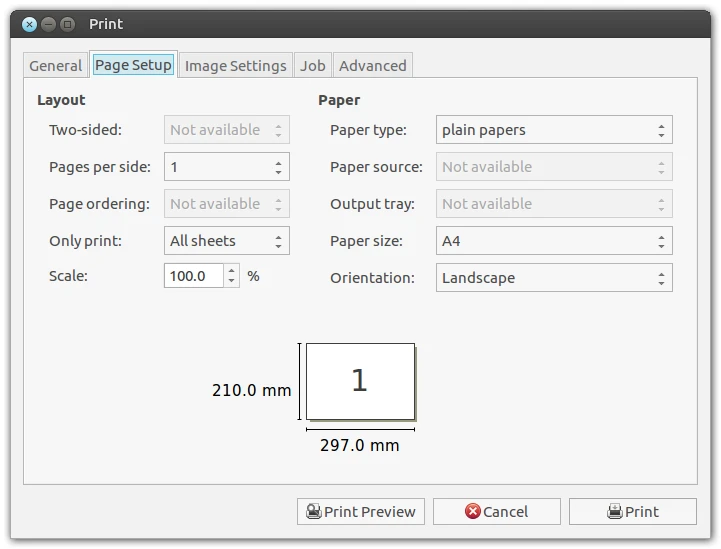 Print
General Page Setup Image Settings Job Advanced
Layout
Two-sided: Not available
Pages per side: 1
Page ordering: Not available
Only print: All sheets
Scale: 100.0 %
Paper
Paper type: plain papers
Paper source: Not available
Output tray: Not available
Paper size: A4
Orientation: Landscape
210.0 mm
1
297.0 mm
Print Preview Cancel Print